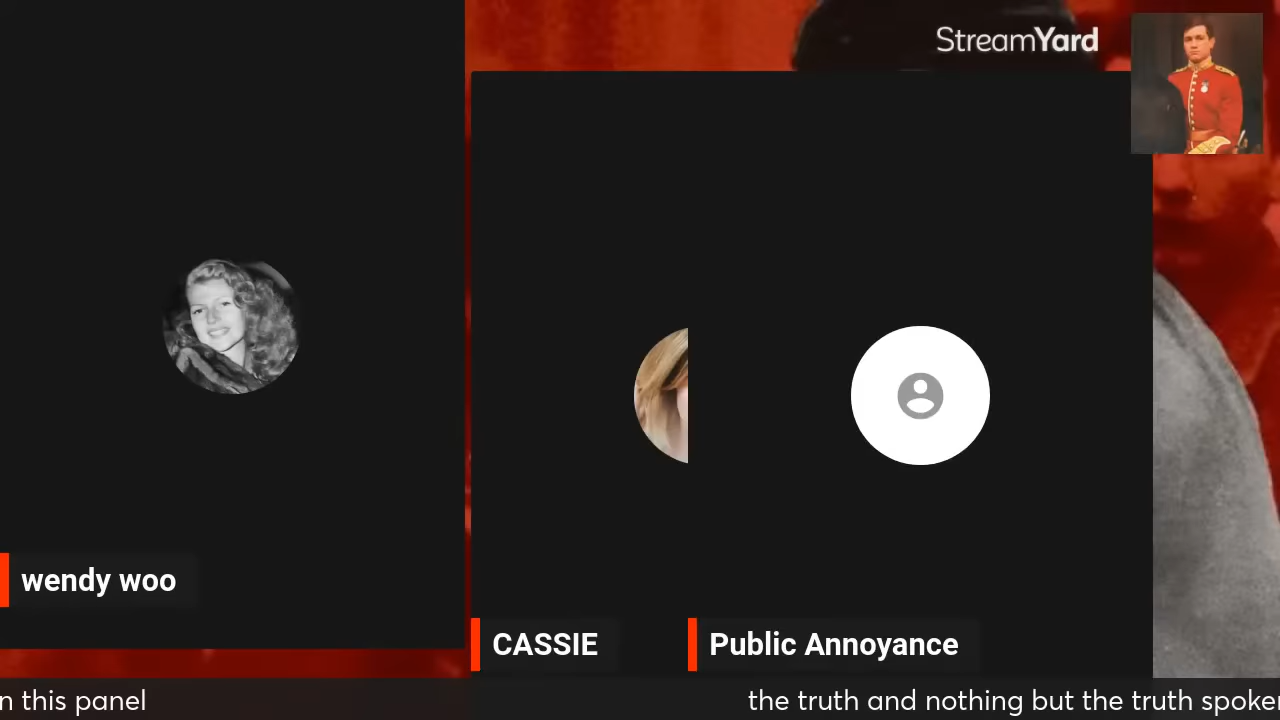 StreamYard
wendy woo
CASSIE
Public Annoyance
n this panel
the truth and nothing but the truth spoken